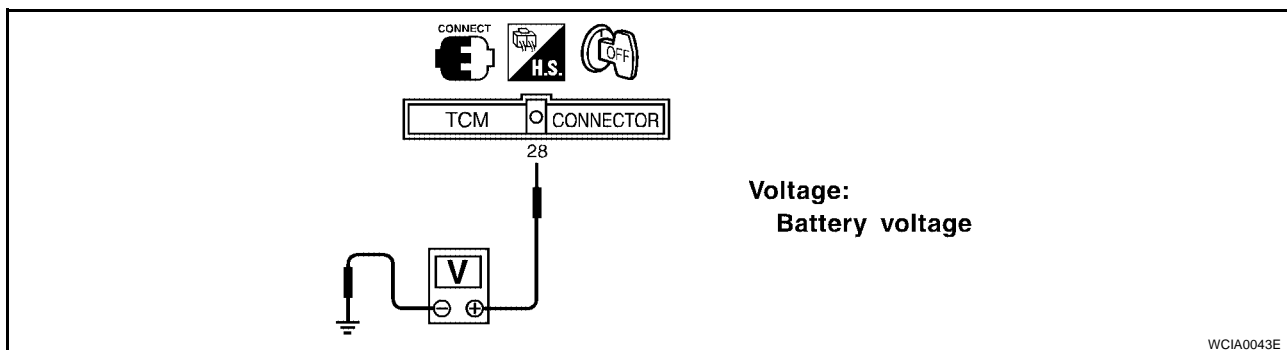 CONNECT
H.S.
OFF
TCM CONNECTOR
28
Voltage:
Battery voltage
V
WCIA0043E